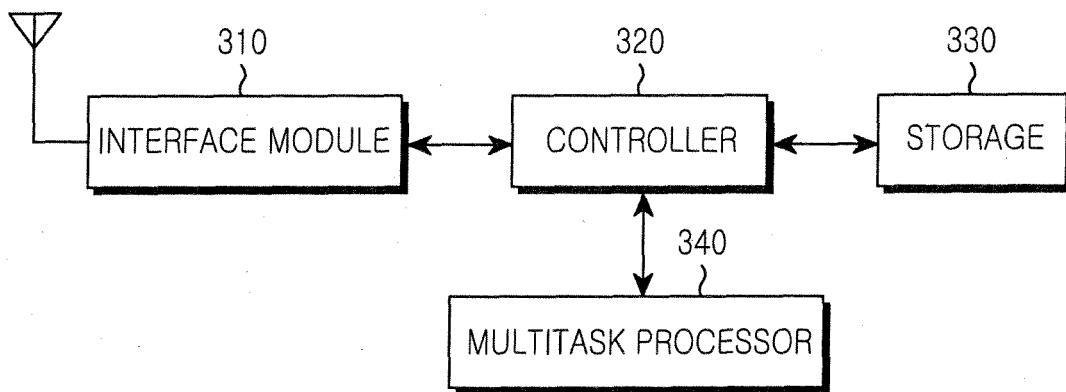 310
320
330
INTERFACE MODULE
CONTROLLER
STORAGE
340
MULTITASK PROCESSOR